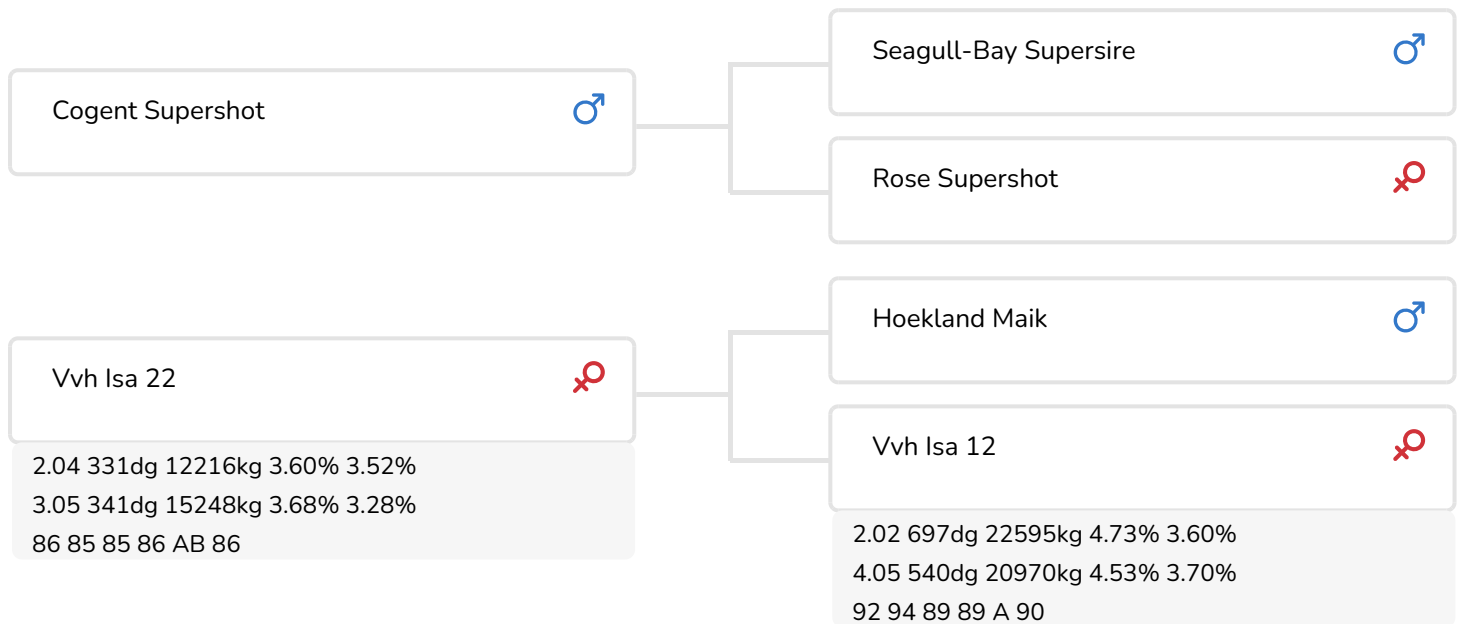 Cogent Supershot
Seagull-Bay Supersire
Rose Supershot
Vvh Isa 22
2.04 331dg 12216kg 3.60% 3.52%
3.05 341dg 15248kg 3.68% 3.28%
86 85 85 86 AB 86
Hoekland Maik
Vvh Isa 12
2.02 697dg 22595kg 4.73% 3.60%
4.05 540dg 20970kg 4.53% 3.70%
92 94 89 89 A 90